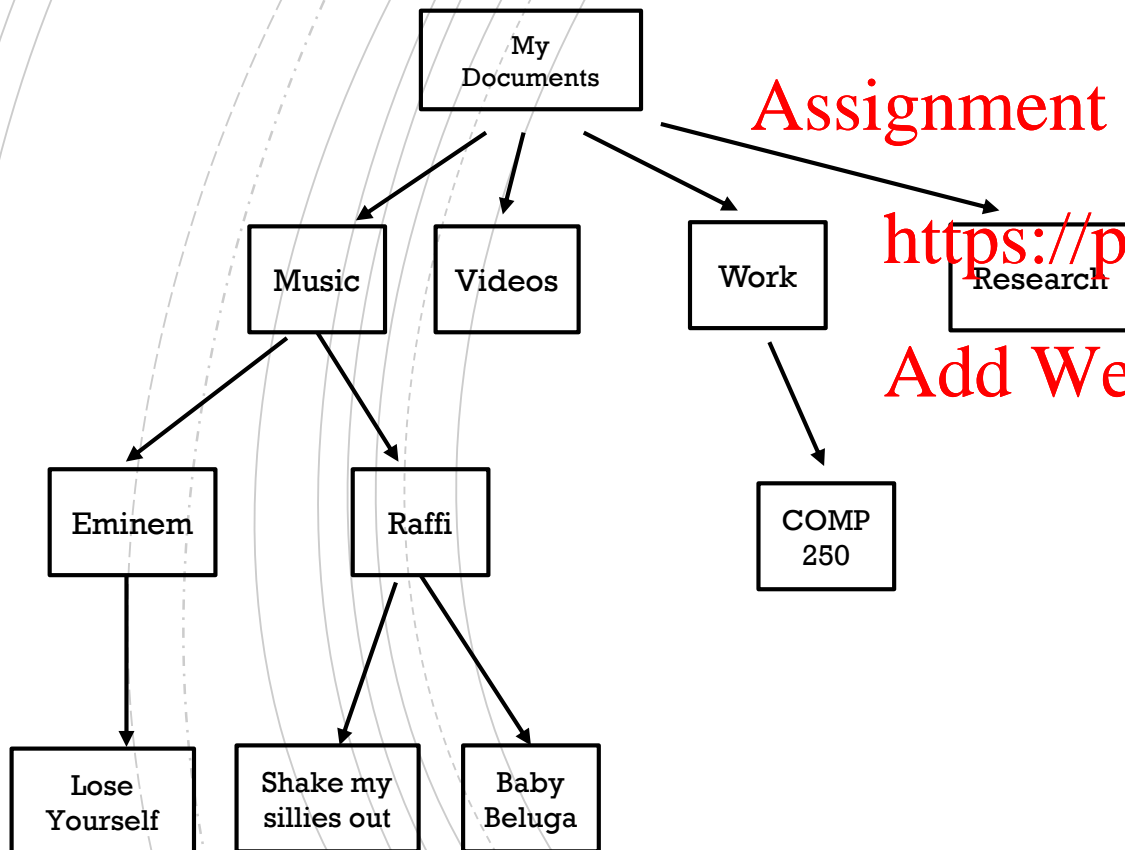 My
Documents
Assignment
https://p
Music
Videos
Work
Research
Add We
Eminem
Raffi
COMP
250
Lose
Yourself
Shake my
sillies out
Baby
Beluga